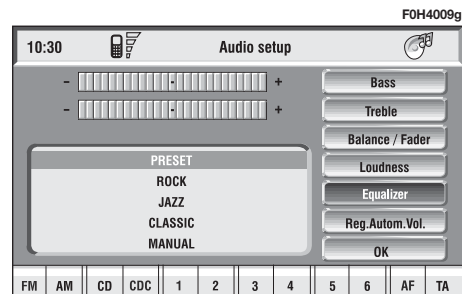 F0H4009g
10:30 Audio setup
- + Bass
- + Treble
Balance / Fader
PRESET Loudness
ROCK
JAZZ Equalizer
CLASSIC Reg.Autom.Vol.
MANUAL OK
FM AM CD CDC 1 2 3 4 5 6 AF TA